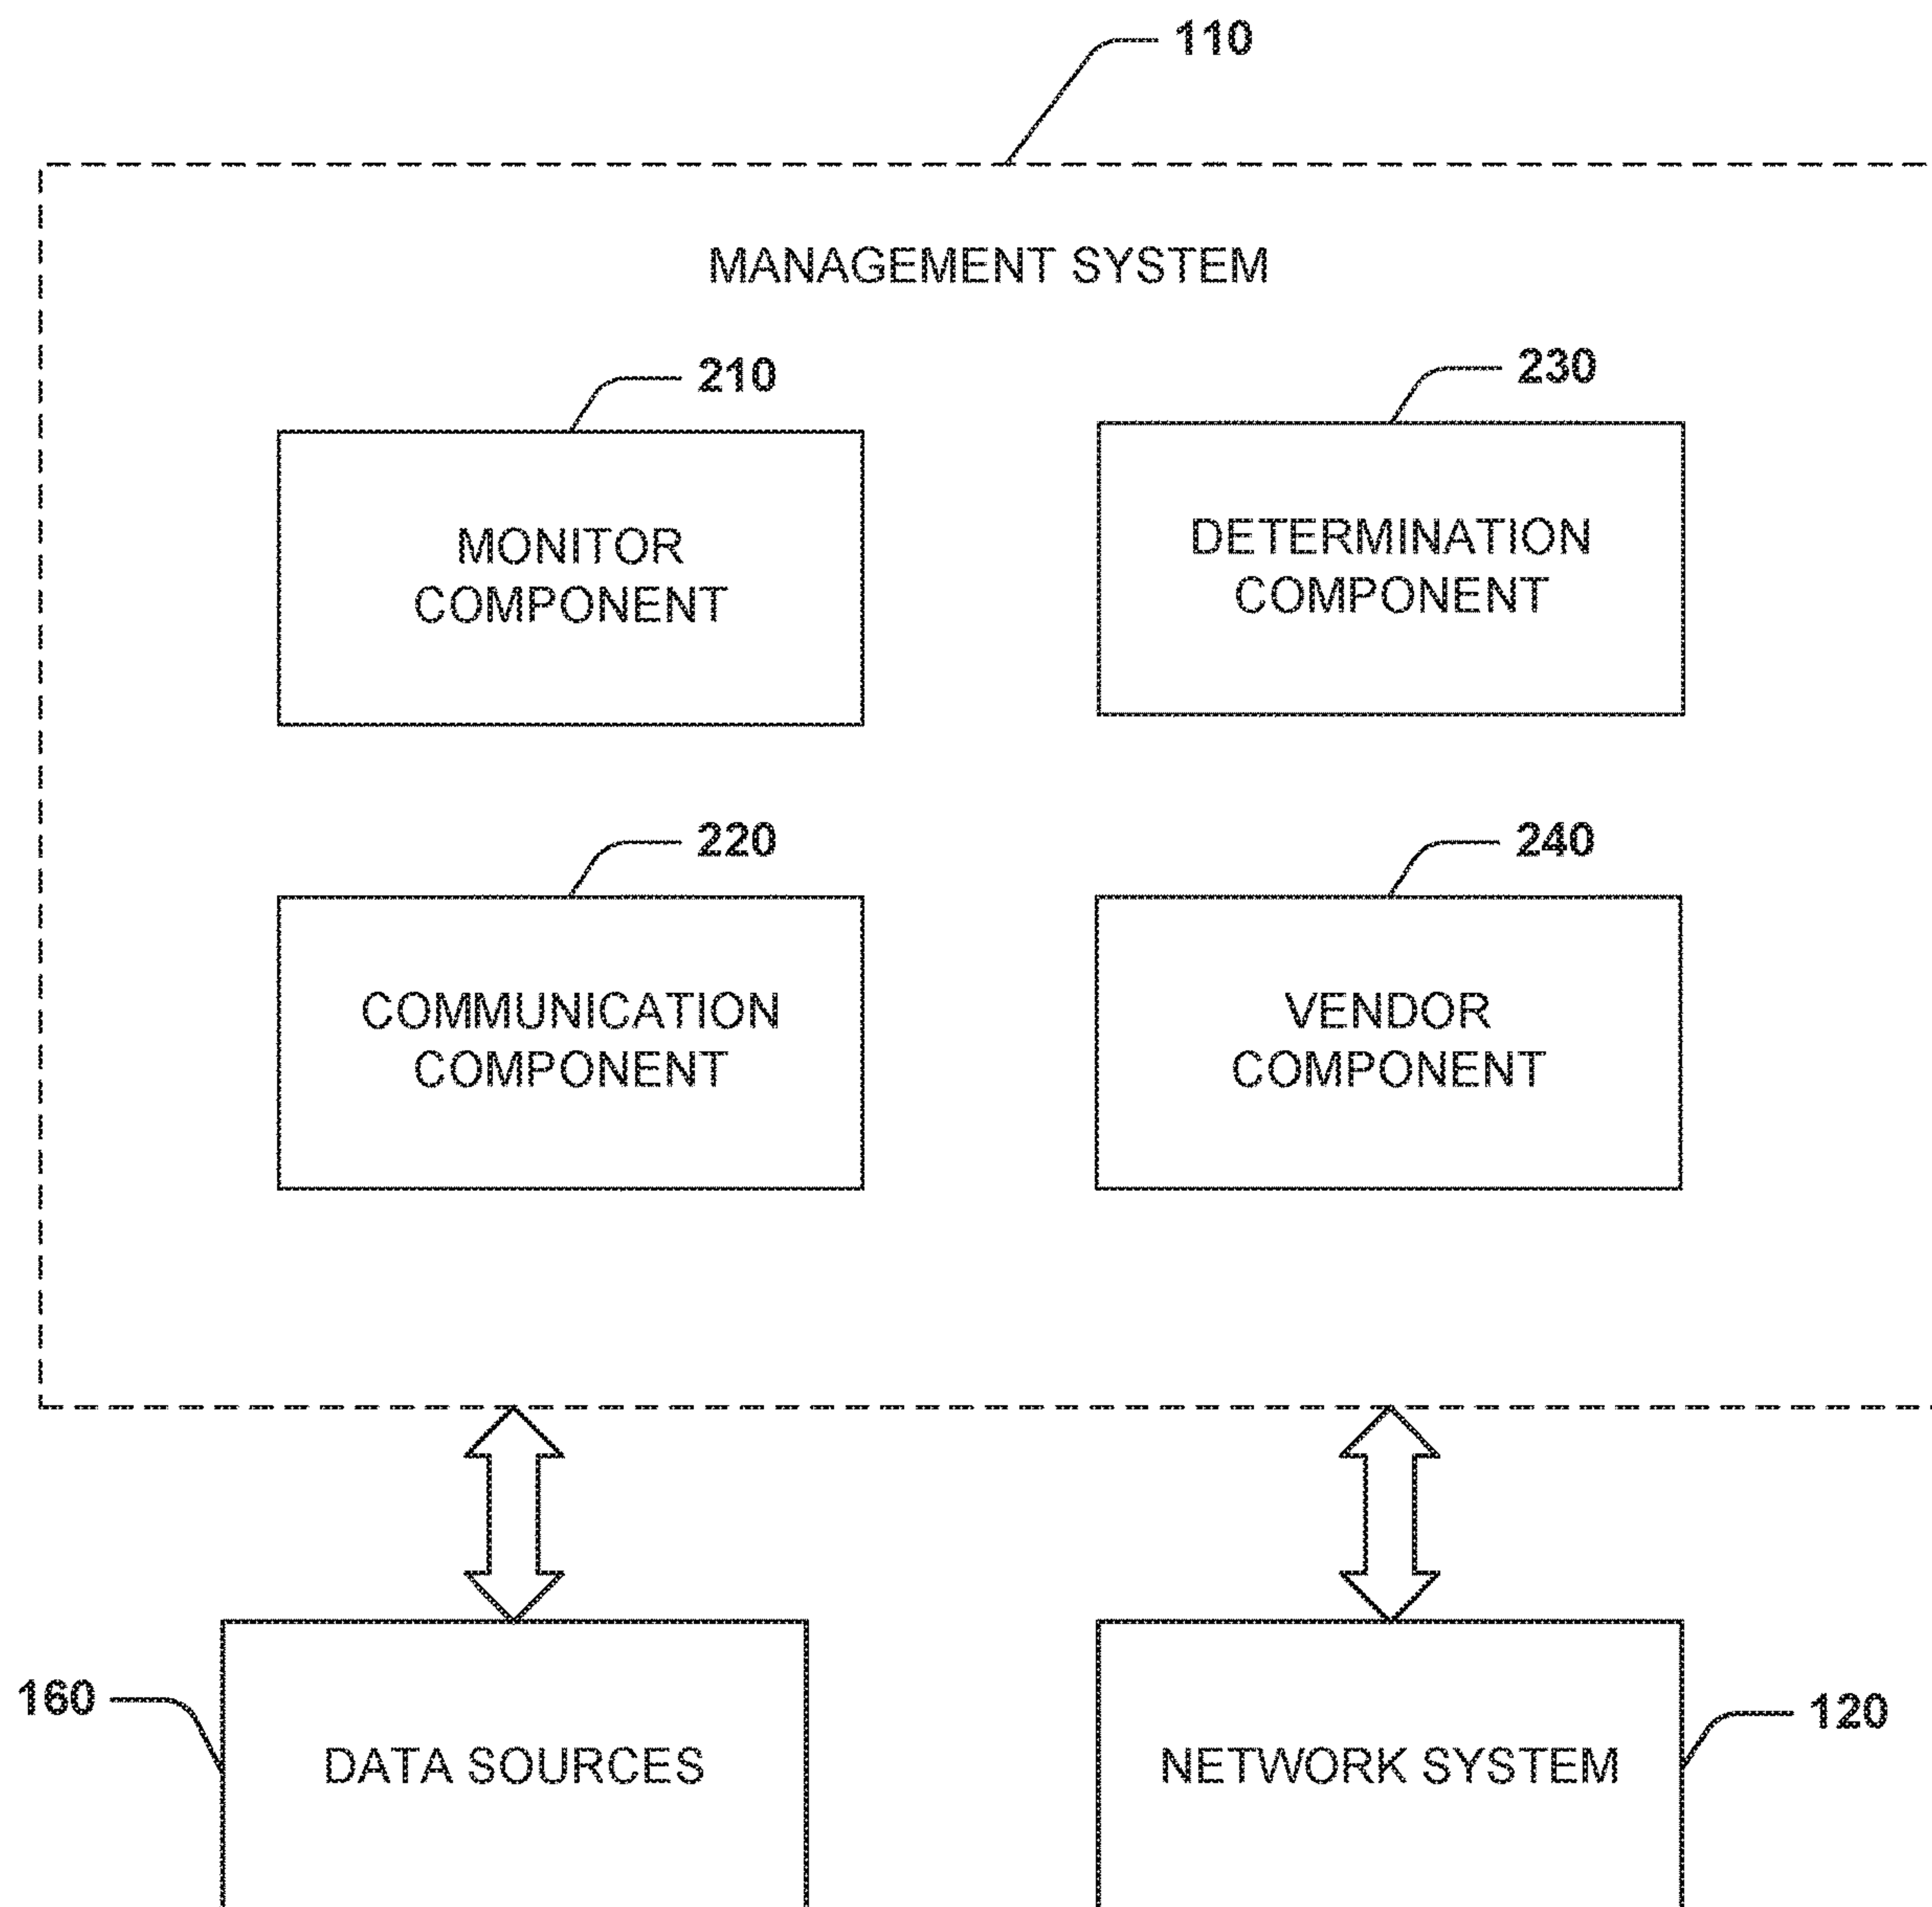 110
MANAGEMENT SYSTEM
210
230
MONITOR
COMPONENT
DETERMINATION
COMPONENT
220
240
COMMUNICATION
COMPONENT
VENDOR
COMPONENT
160
DATA SOURCES
NETWORK SYSTEM
120